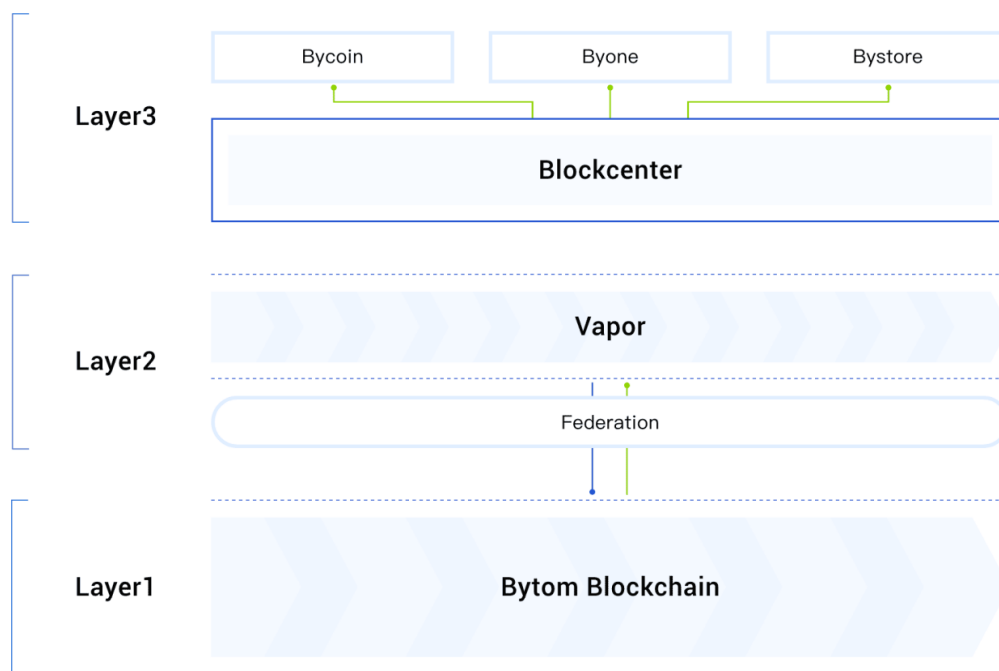 Bycoin
Byone
Bystore
Layer3
Blockcenter
Vapor
Layer2
Federation
Layer1
Bytom Blockchain